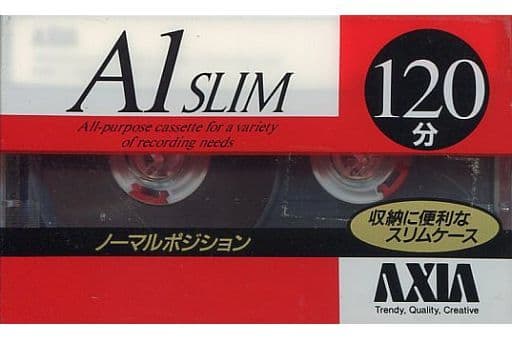 A1 SLIM
120
分
All-purpose cassette for a variety
of recording needs
ノーマルポジション
収納に便利な
スリムケース
AXIA
Trendy, Quality, Creative